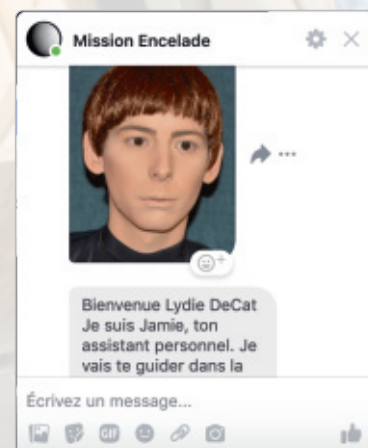 Mission Encelade
Bienvenue Lydie DeCat
Je suis Jamie, ton
assistant personnel. Je
vais te guider dans la
Écrivez un message...
GIF